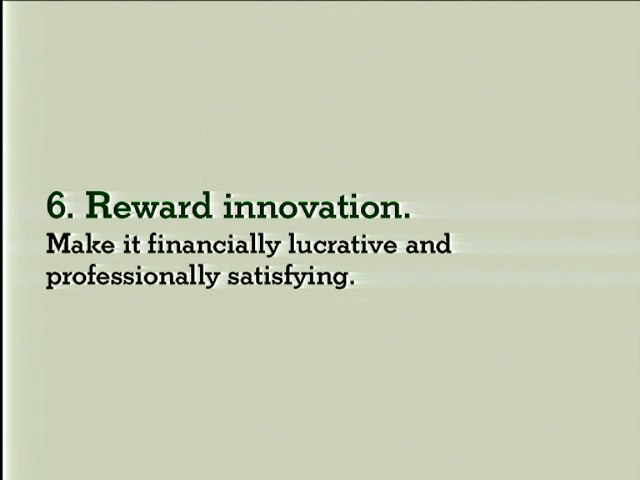 6. Reward innovation.
Make it financially lucrative and
professionally satisfying.